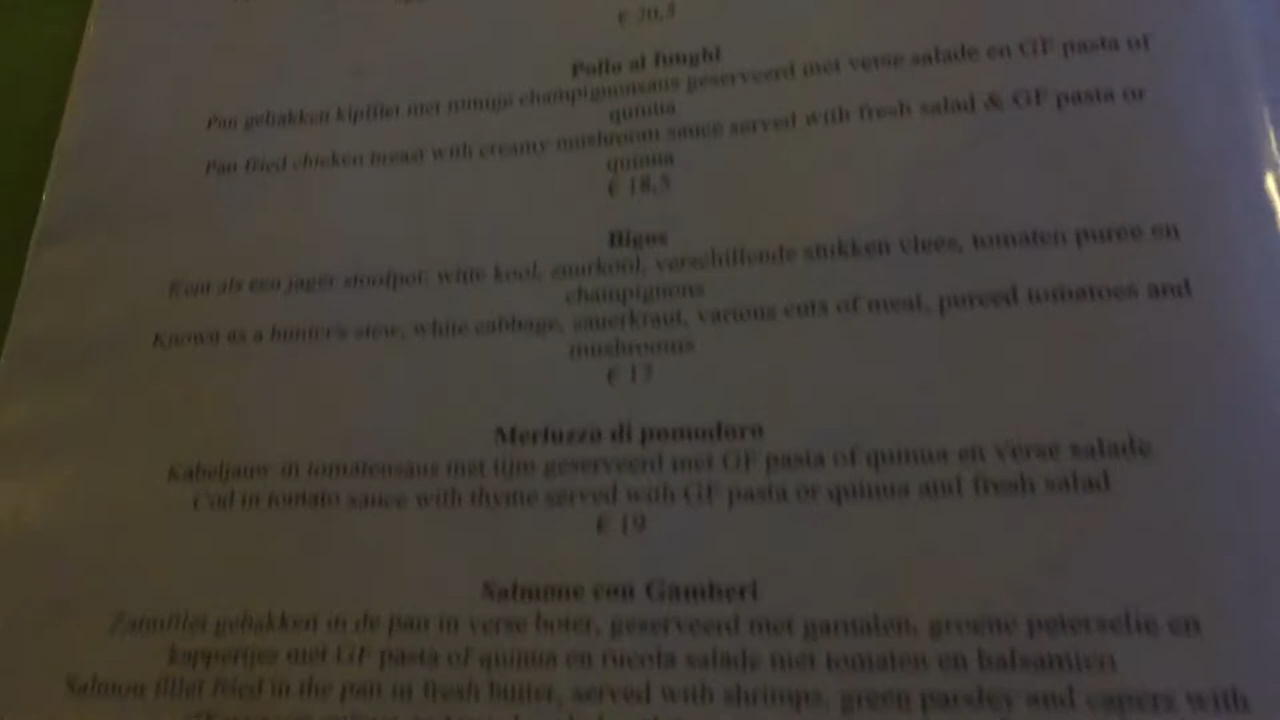 € 20,5
Pollo ai funghi
Pan gebakken kipfilet met romige champignonsaus geserveerd met verse salade en GF pasta of
quinua
Pan fried chicken breast with creamy mushroom sauce served with fresh salad & GF pasta or
quinua
€ 18,5
Bigos
Kent als een jager stoofpot: witte kool, zuurkool, verschillende stukken vlees, tomaten puree en
champignons
Known as a hunter's stew, white cabbage, sauerkraut, various cuts of meat, pureed tomatoes and
mushrooms
€ 17
Merluzzo di pomodoro
Kabeljauw in tomatensaus met tijm geserveerd met GF pasta of quinua en verse salade
Cod in tomato sauce with thyme served with GF pasta or quinua and fresh salad
€ 19
Salmone con Gamberi
Zalmfilet gebakken in de pan in verse boter, geserveerd met garnalen, groene peterselie en
kappertjes met GF pasta of quinua en rucola salade met tomaten en balsamico
Salmon fillet fried in the pan in fresh butter, served with shrimps, green parsley and capers with